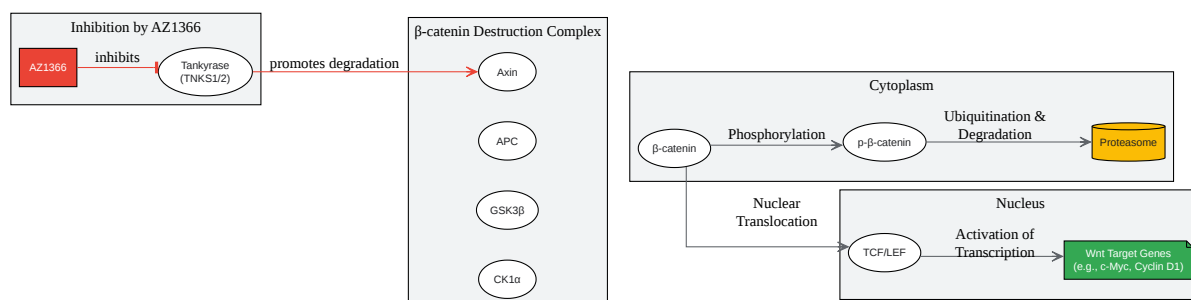 Inhibition by AZ1366
AZ1366
inhibits
Tankyrase
(TNKS1/2)
promotes degradation
β-catenin Destruction Complex
Axin
APC
GSK3β
CK1α
Cytoplasm
β-catenin
Phosphorylation
p-β-catenin
Ubiquitination &
Degradation
Proteasome
Nuclear
Translocation
Nucleus
TCF/LEF
Activation of
Transcription
Wnt Target Genes
(e.g., c-Myc, Cyclin D1)